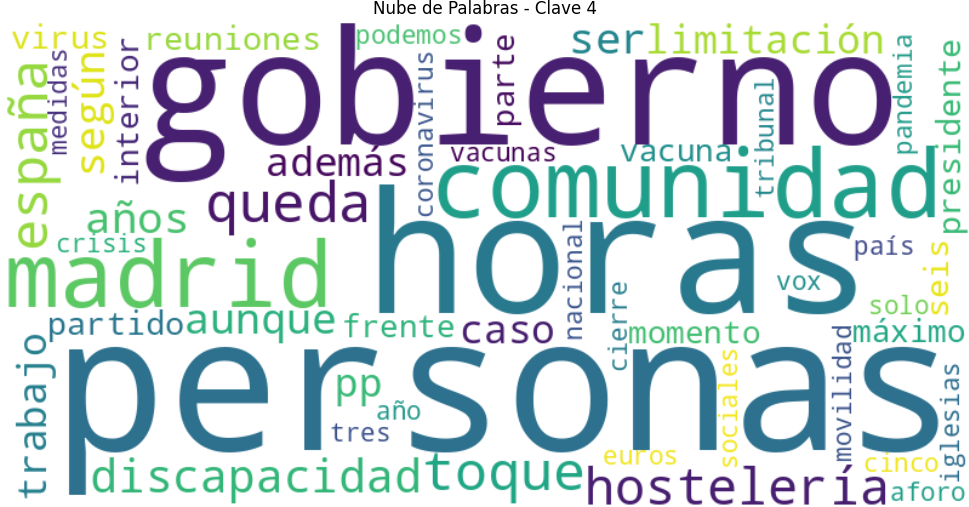 Nube de Palabras - Clave 4
virus
reuniones
podemos
ser
limitación
gobierno
españa
medidas
según
interior
coronavirus
parte
pandemia
presidente
además
vacunas
vacuna
tribunal
comunidad
queda
años
crisis
madrid
horas
nacional
país
seis
vox
solo
partido
aunque
frente
caso
cierre
momento
máximo
personas
trabajo
pp
año
tres
sociales
movilidad
iglesias
euros
cinco
discapacidad
toque
hostelería
aforo